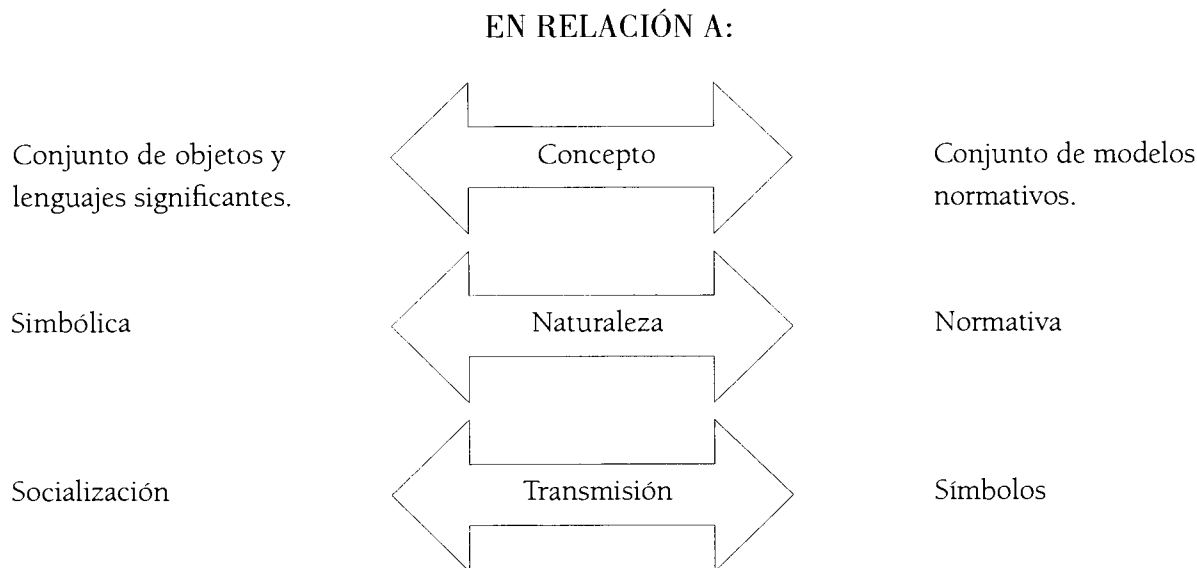 EN RELACIÓN A:
Conjunto de objetos y
lenguajes significantes.
Concepto
Conjunto de modelos
normativos.
Simbólica
Naturaleza
Normativa
Socialización
Transmisión
Símbolos